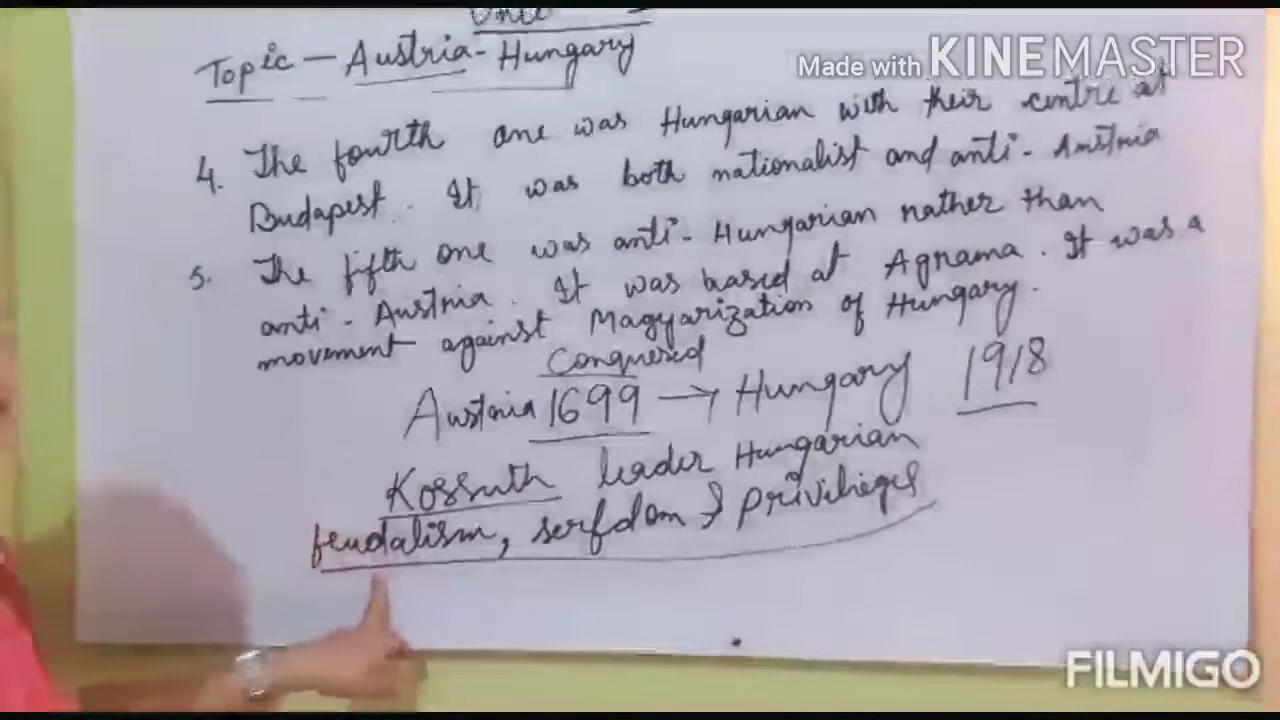 Unit
Topic - Austria-Hungary
Made with KINEMASTER
4. The fourth one was Hungarian with their centre at
Budapest. It was both nationalist and anti-Austria
5. The fifth one was anti-Hungarian rather than
anti-Austria. It was based at Agrama. It was a
movement against Magyarization of Hungary.
Conquered
Austria 1699 → Hungary 1918
Kossuth leader Hungarian
feudalism, serfdom & privilieges
FILMIGO